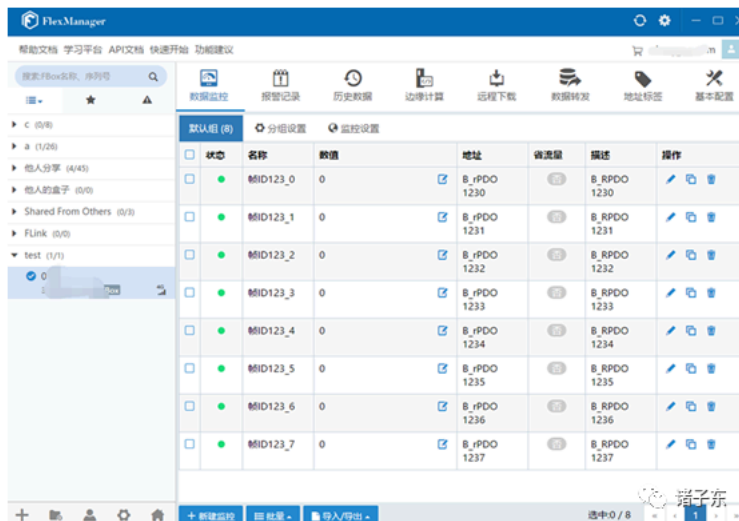 FlexManager
帮助文档 学习平台 API文档 快速开始 功能建议
搜索:FBox名称、序列号
数据监控 报警记录 历史数据 边缘计算 远程下载 数据转发 地址标签 基本配置
c (0/8)
a (1/26)
他人分享 (4/45)
他人的盒子 (0/0)
Shared From Others (0/3)
FLink (0/0)
test (1/1)
0
Box
默认组 (8) 分组设置 监控设置
状态 名称 数值 地址 省流量 描述 操作
帧ID123_0 0 B_rPDO 否 B_RPDO
1230 1230
帧ID123_1 0 B_rPDO 否 B_RPDO
1231 1231
帧ID123_2 0 B_rPDO 否 B_RPDO
1232 1232
帧ID123_3 0 B_rPDO 否 B_RPDO
1233 1233
帧ID123_4 0 B_rPDO 否 B_RPDO
1234 1234
帧ID123_5 0 B_rPDO 否 B_RPDO
1235 1235
帧ID123_6 0 B_rPDO 否 B_RPDO
1236 1236
帧ID123_7 0 B_rPDO 否 B_RPDO
1237 1237
新建监控 批量 导入/导出 选中:0 / 8 1
诸子东